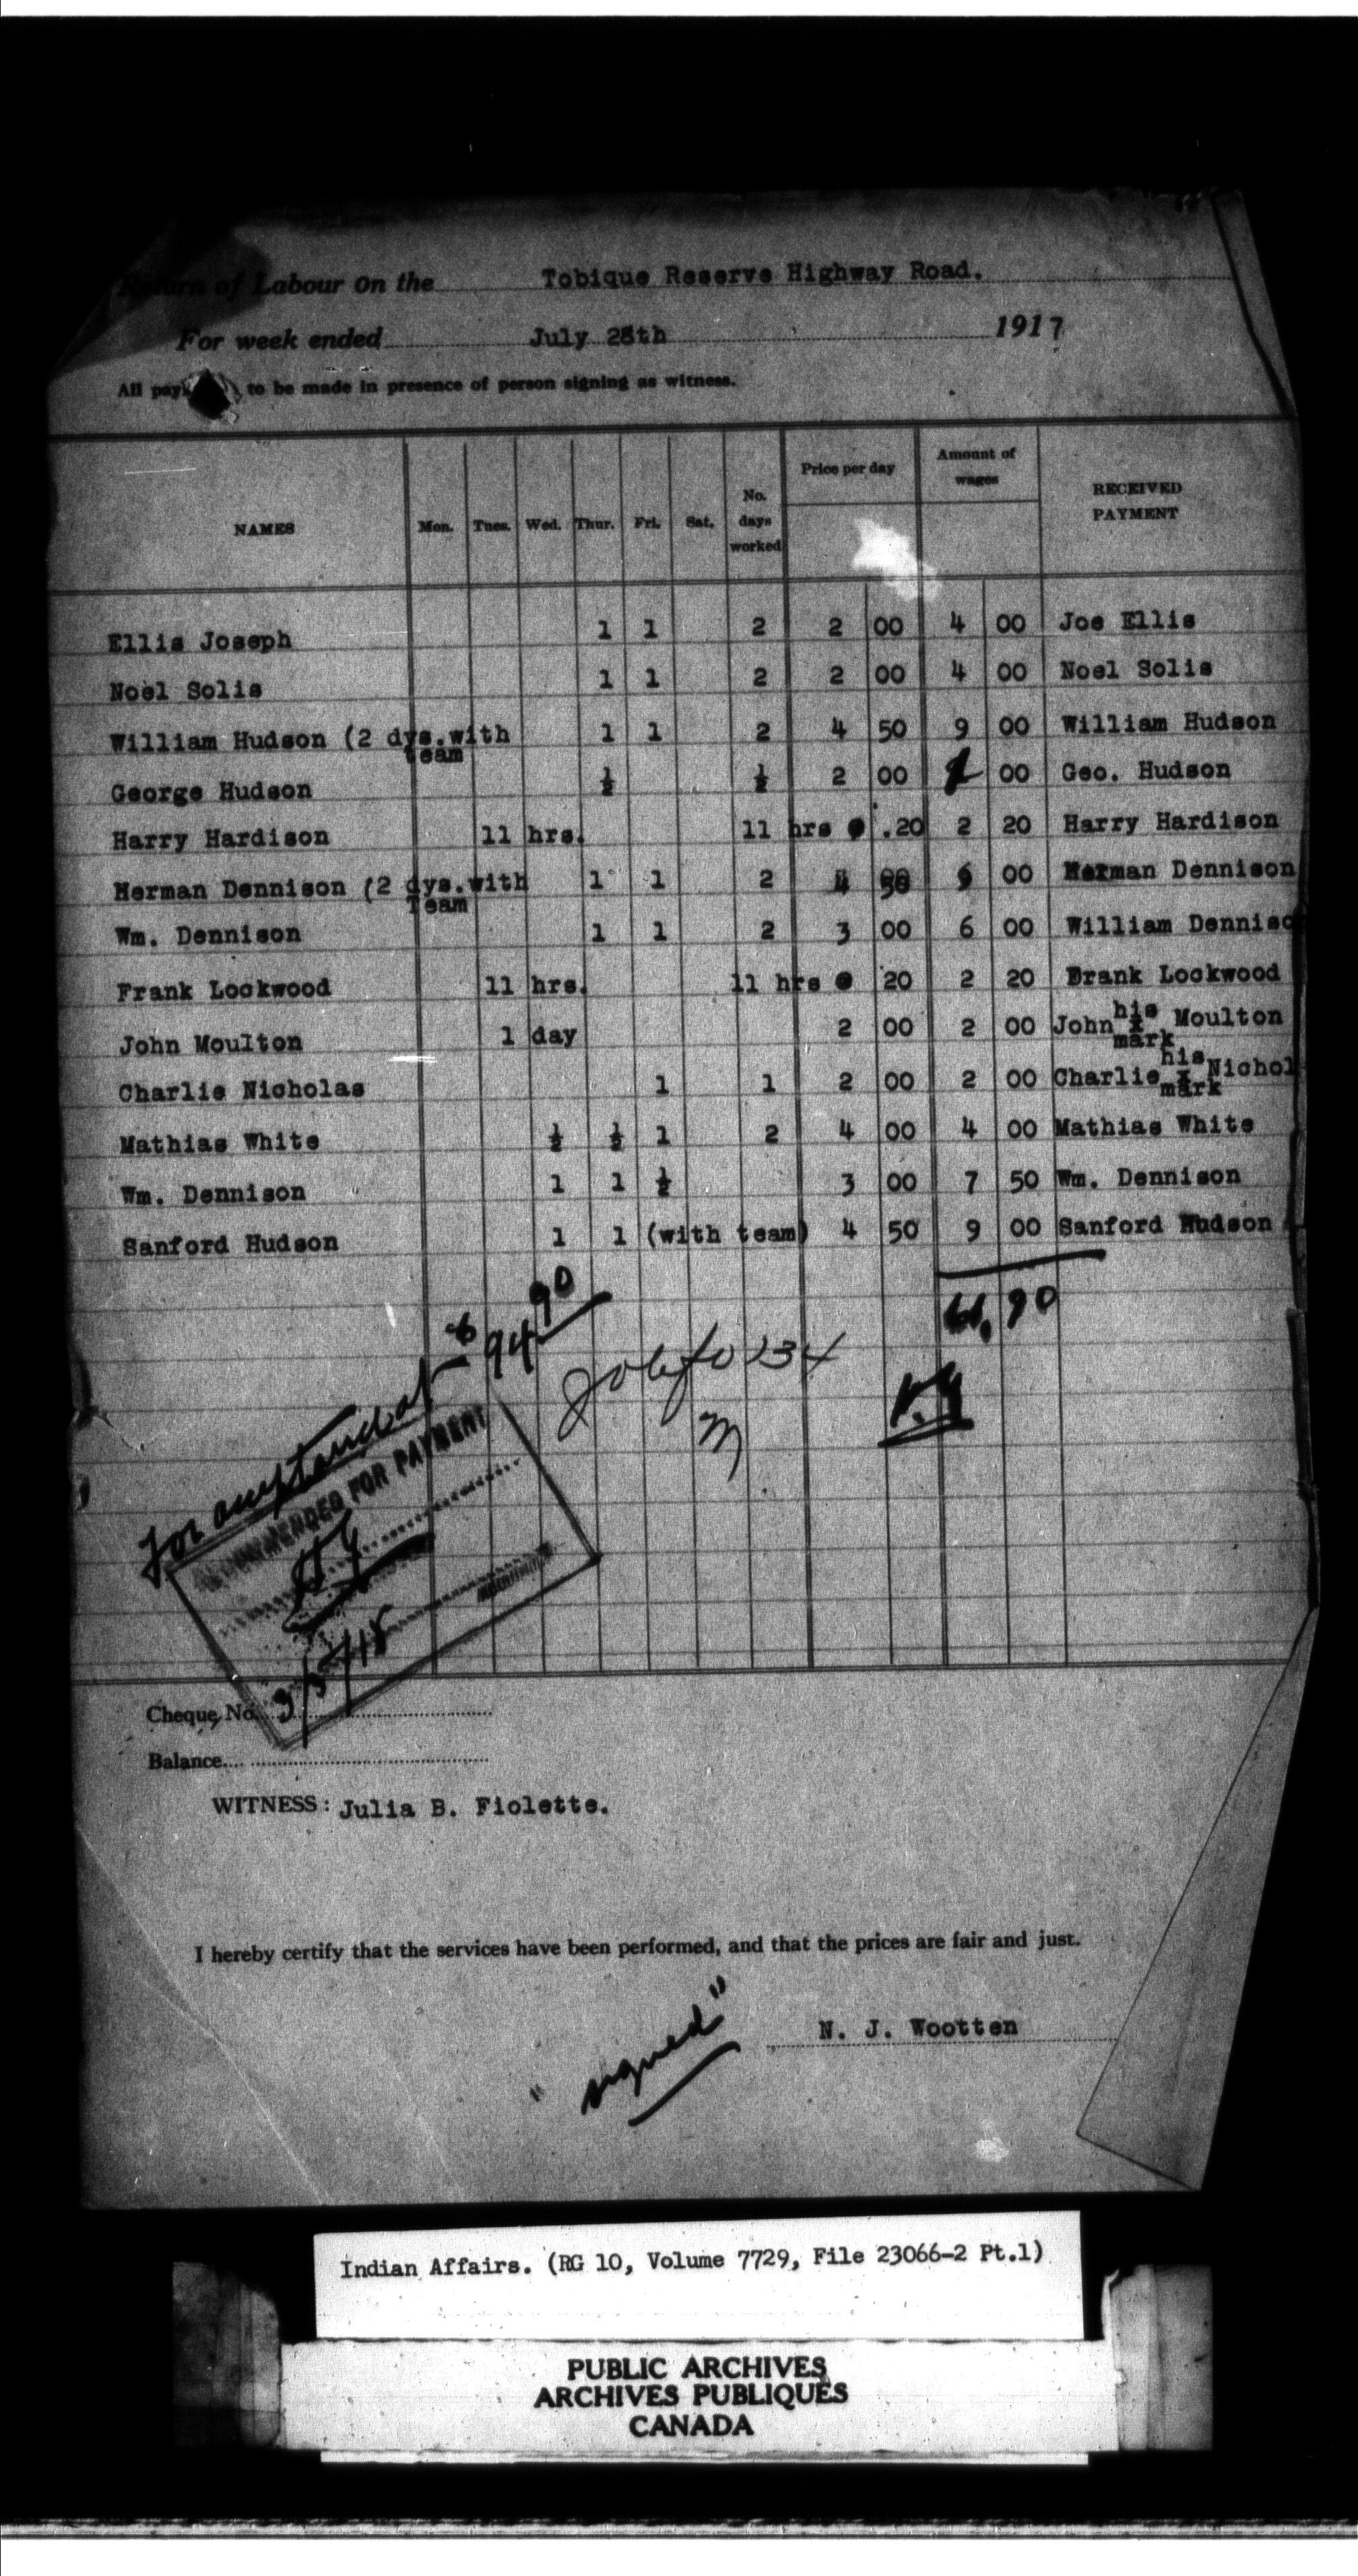 Return of Labour on the Tobique Reserve Highway Road.
For week ended July 28th 1917
All pay to be made in presence of person signing as witness.
NAMES Mon. Tues. Wed. Thur. Fri. Sat. No. days worked Price per day Amount of wages RECEIVED PAYMENT
Ellis Joseph 1 1 2 2 00 4 00 Joe Ellis
Noel Solis 1 1 2 2 00 4 00 Noel Solis
William Hudson (2 dys.with team 1 1 2 4 50 9 00 William Hudson
George Hudson ½ ½ 2 00 1 00 Geo. Hudson
Harry Hardison 11 hrs. 11 hrs @ .20 2 20 Harry Hardison
Herman Dennison (2 dys.with Team 1 1 2 4 50 9 00 Herman Dennison
Wm. Dennison 1 1 2 3 00 6 00 William Denniso
Frank Lockwood 11 hrs. 11 hrs @ 20 2 20 Drank Lockwood
John Moulton 1 day 2 00 2 00 John his x mark Moulton
Charlie Nicholas 1 1 2 00 2 00 Charlie his x mark Nichol
Mathias White ½ ½ 1 2 4 00 4 00 Mathias White
Wm. Dennison 1 1 ½ 3 00 7 50 Wm. Dennison
Sanford Hudson 1 1 (with team) 4 50 9 00 Sanford Hudson
61.90
For acceptance at $94.90
134
M
RECOMMENDED FOR PAYMENT
Cheque No.
Balance
WITNESS: Julia B. Fiolette.
I hereby certify that the services have been performed, and that the prices are fair and just.
"signed" N. J. Wootten
Indian Affairs. (RG 10, Volume 7729, File 23066-2 Pt.1)
PUBLIC ARCHIVES
ARCHIVES PUBLIQUES
CANADA